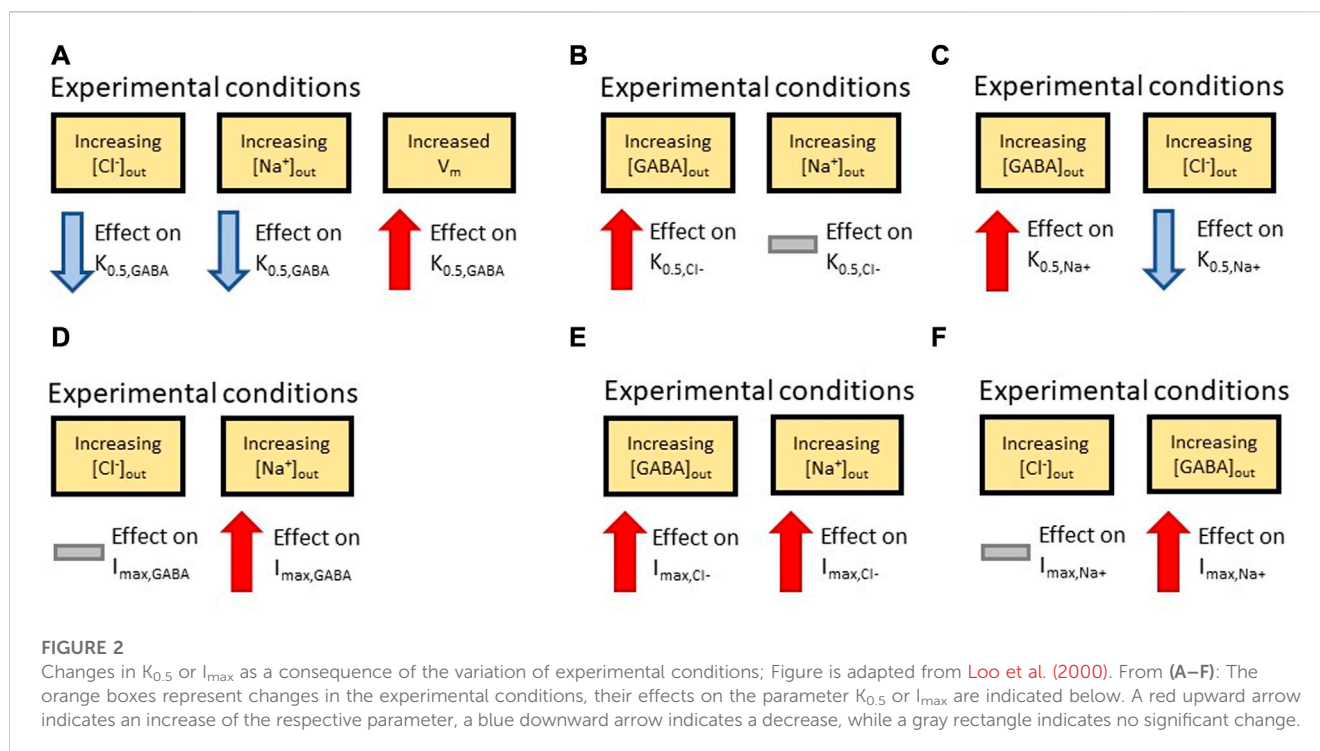 A
Experimental conditions
Increasing
[Cl⁻]out
Increasing
[Na⁺]out
Increased
Vm
Effect on
K0.5,GABA
Effect on
K0.5,GABA
Effect on
K0.5,GABA
B
Experimental conditions
Increasing
[GABA]out
Increasing
[Na⁺]out
Effect on
K0.5,Cl-
Effect on
K0.5,Cl-
C
Experimental conditions
Increasing
[GABA]out
Increasing
[Cl⁻]out
Effect on
K0.5,Na+
Effect on
K0.5,Na+
D
Experimental conditions
Increasing
[Cl⁻]out
Increasing
[Na⁺]out
Effect on
Imax,GABA
Effect on
Imax,GABA
E
Experimental conditions
Increasing
[GABA]out
Increasing
[Na⁺]out
Effect on
Imax,Cl-
Effect on
Imax,Cl-
F
Experimental conditions
Increasing
[Cl⁻]out
Increasing
[GABA]out
Effect on
Imax,Na+
Effect on
Imax,Na+
FIGURE 2
Changes in K0.5 or Imax as a consequence of the variation of experimental conditions; Figure is adapted from Loo et al. (2000). From (A–F): The
orange boxes represent changes in the experimental conditions, their effects on the parameter K0.5 or Imax are indicated below. A red upward arrow
indicates an increase of the respective parameter, a blue downward arrow indicates a decrease, while a gray rectangle indicates no significant change.